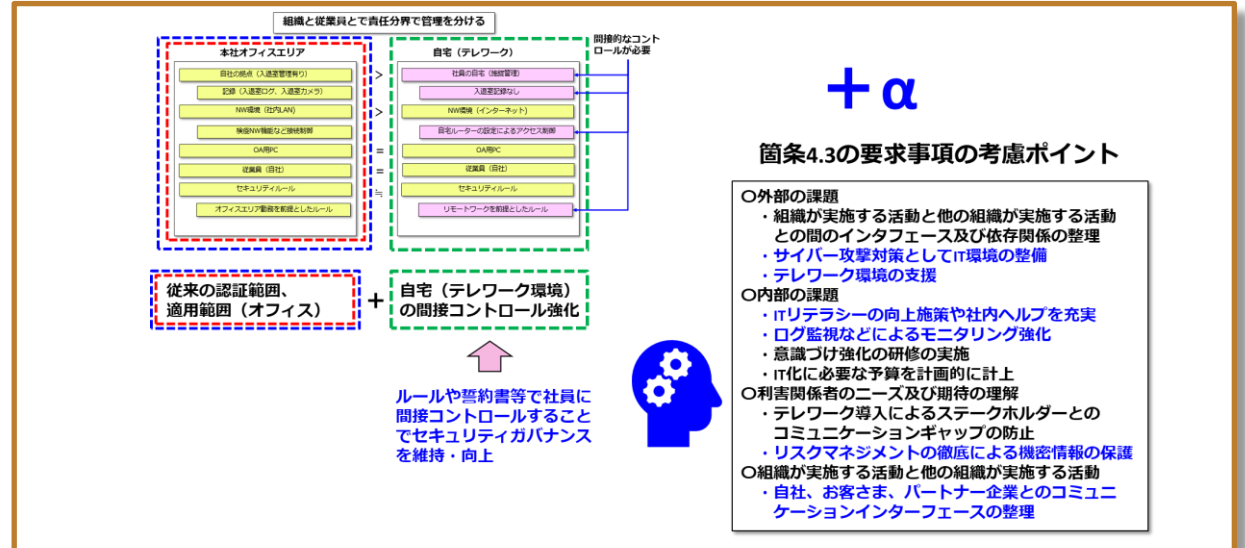 組織と従業員とで責任分界で管理を分ける
本社オフィスエリア
自社の拠点（入退室管理有り）
記録（入退室ログ、入退室カメラ）
NW環境（社内LAN）
検疫NW機能など接続制御
OA用PC
従業員（自社）
セキュリティルール
オフィスエリア勤務を前提としたルール
>
>
=
=
≒
自宅（テレワーク）
社員の自宅（施錠管理）
入退室記録なし
NW環境（インターネット）
自宅ルーターの設定によるアクセス制御
OA用PC
従業員（自社）
セキュリティルール
リモートワークを前提としたルール
間接的なコント
ロールが必要
従来の認証範囲、
適用範囲（オフィス）
+
自宅（テレワーク環境）
の間接コントロール強化
ルールや誓約書等で社員に
間接コントロールすること
でセキュリティガバナンス
を維持・向上
＋α
箇条4.3の要求事項の考慮ポイント
〇外部の課題
・組織が実施する活動と他の組織が実施する活動
との間のインタフェース及び依存関係の整理
・サイバー攻撃対策としてIT環境の整備
・テレワーク環境の支援
〇内部の課題
・ITリテラシーの向上施策や社内ヘルプを充実
・ログ監視などによるモニタリング強化
・意識づけ強化の研修の実施
・IT化に必要な予算を計画的に計上
〇利害関係者のニーズ及び期待の理解
・テレワーク導入によるステークホルダーとの
コミュニケーションギャップの防止
・リスクマネジメントの徹底による機密情報の保護
〇組織が実施する活動と他の組織が実施する活動
・自社、お客さま、パートナー企業とのコミュニ
ケーションインターフェースの整理